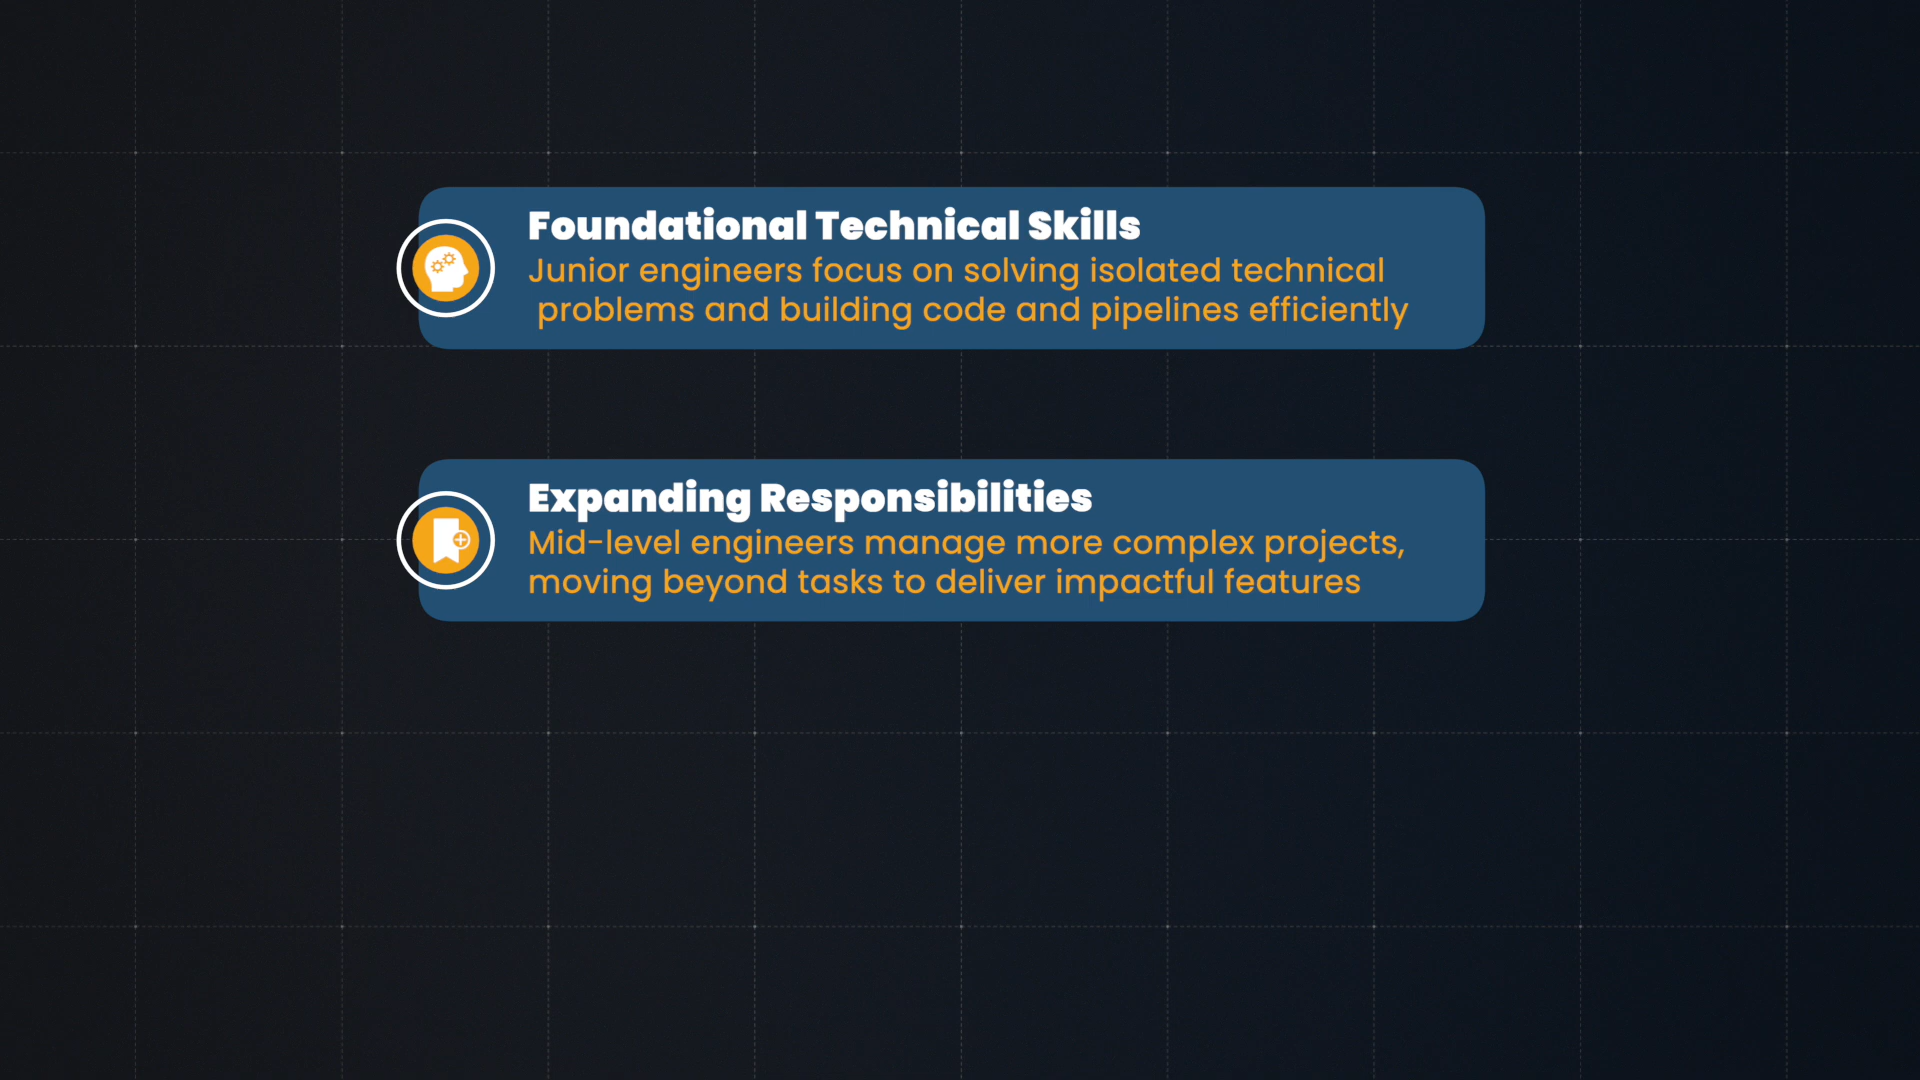 Foundational Technical Skills
Junior engineers focus on solving isolated technical
problems and building code and pipelines efficiently
Expanding Responsibilities
Mid-level engineers manage more complex projects,
moving beyond tasks to deliver impactful features